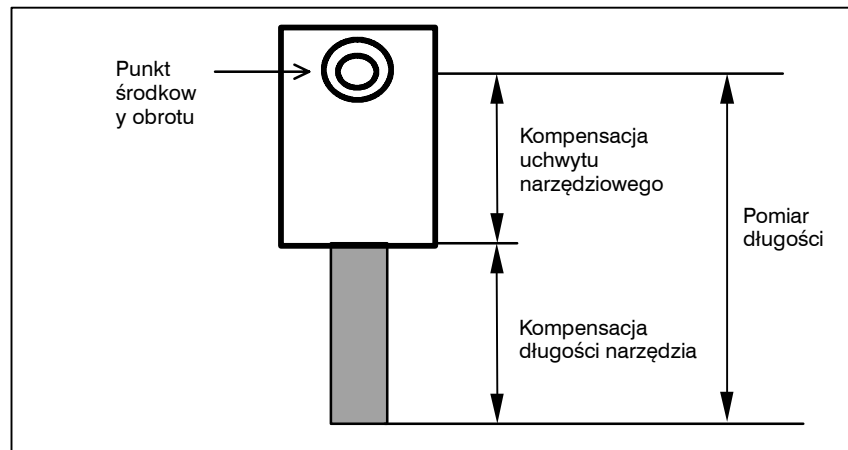 Punkt
środkow
y obrotu
Kompensacja
uchwytu
narzędziowego
Pomiar
długości
Kompensacja
długości narzędzia